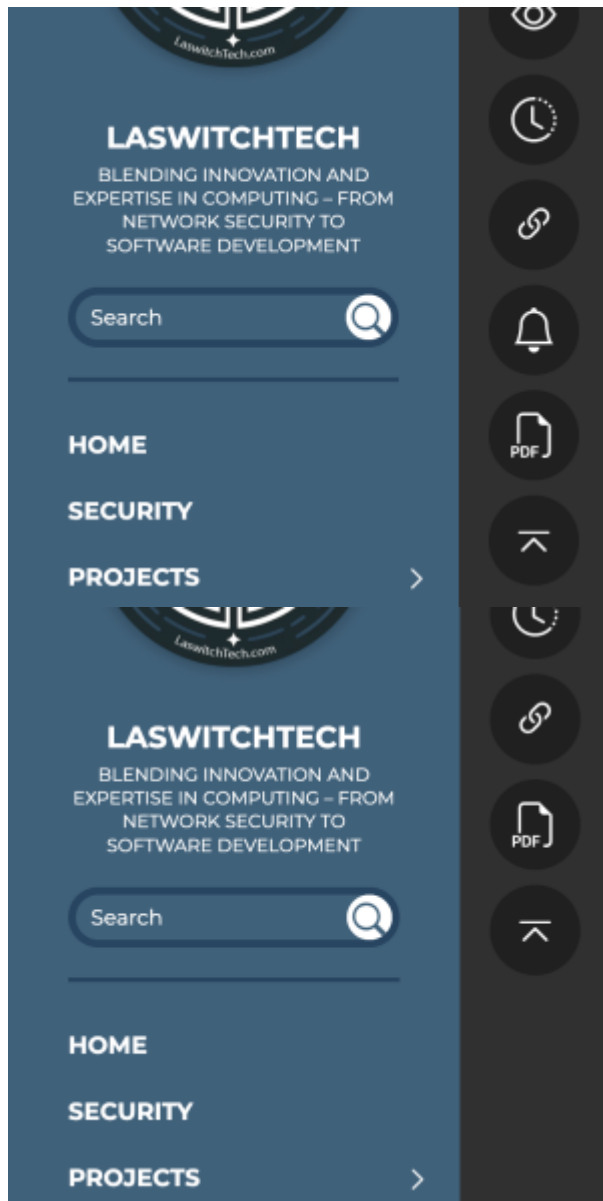 LaswitchTech.com
LASWITCHTECH
BLENDING INNOVATION AND
EXPERTISE IN COMPUTING – FROM
NETWORK SECURITY TO
SOFTWARE DEVELOPMENT
Search
HOME
SECURITY
PROJECTS
PDF
LaswitchTech.com
LASWITCHTECH
BLENDING INNOVATION AND
EXPERTISE IN COMPUTING – FROM
NETWORK SECURITY TO
SOFTWARE DEVELOPMENT
Search
HOME
SECURITY
PROJECTS
PDF